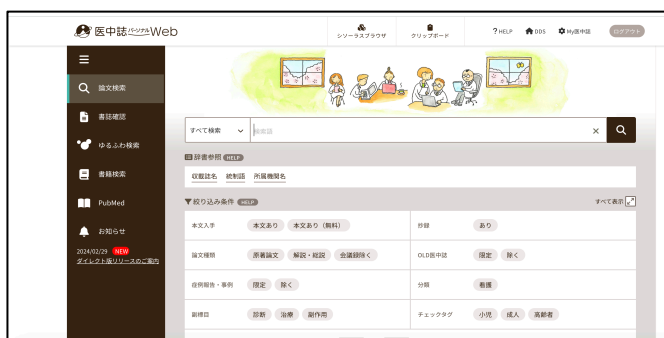 医中誌パーソナルWeb
シソーラスブラウザ
クリップボード
? HELP
DDS
My医中誌
ログアウト
論文検索
書誌確認
ゆるふわ検索
書籍検索
PubMed
お知らせ
2024/02/29 NEW
ダイレクト版リリースのご案内
すべて検索
検索語
辞書参照 HELP
収載誌名 統制語 所属機関名
絞り込み条件 HELP
すべて表示
本文入手 本文あり 本文あり（無料）
抄録 あり
論文種類 原著論文 解説・総説 会議録除く
OLD医中誌 限定 除く
症例報告・事例 限定 除く
分類 看護
副標目 診断 治療 副作用
チェックタグ 小児 成人 高齢者